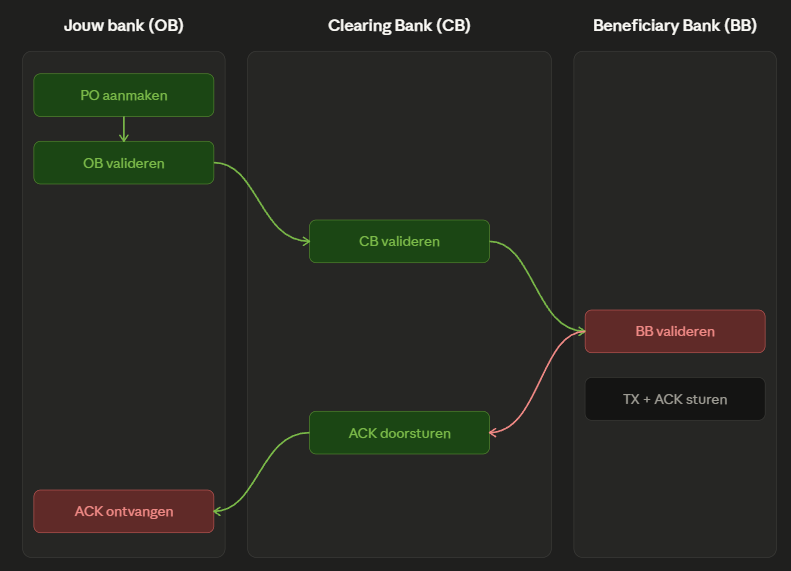 Jouw bank (OB)
Clearing Bank (CB)
Beneficiary Bank (BB)
PO aanmaken
OB valideren
CB valideren
BB valideren
TX + ACK sturen
ACK doorsturen
ACK ontvangen